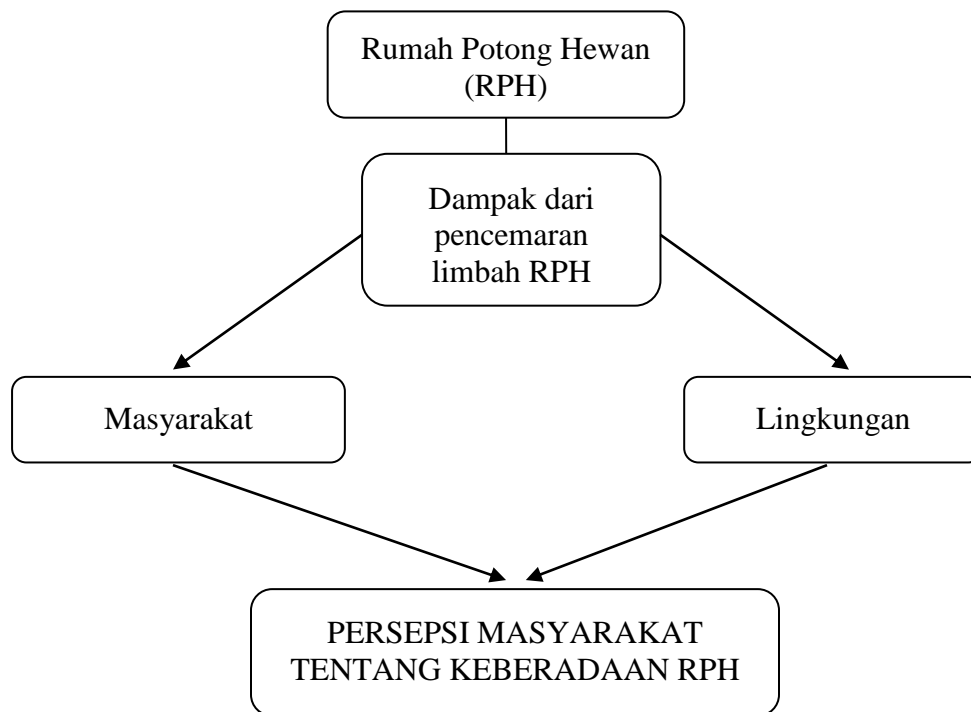 Rumah Potong Hewan
(RPH)
Dampak dari
pencemaran
limbah RPH
Masyarakat
Lingkungan
PERSEPSI MASYARAKAT
TENTANG KEBERADAAN RPH